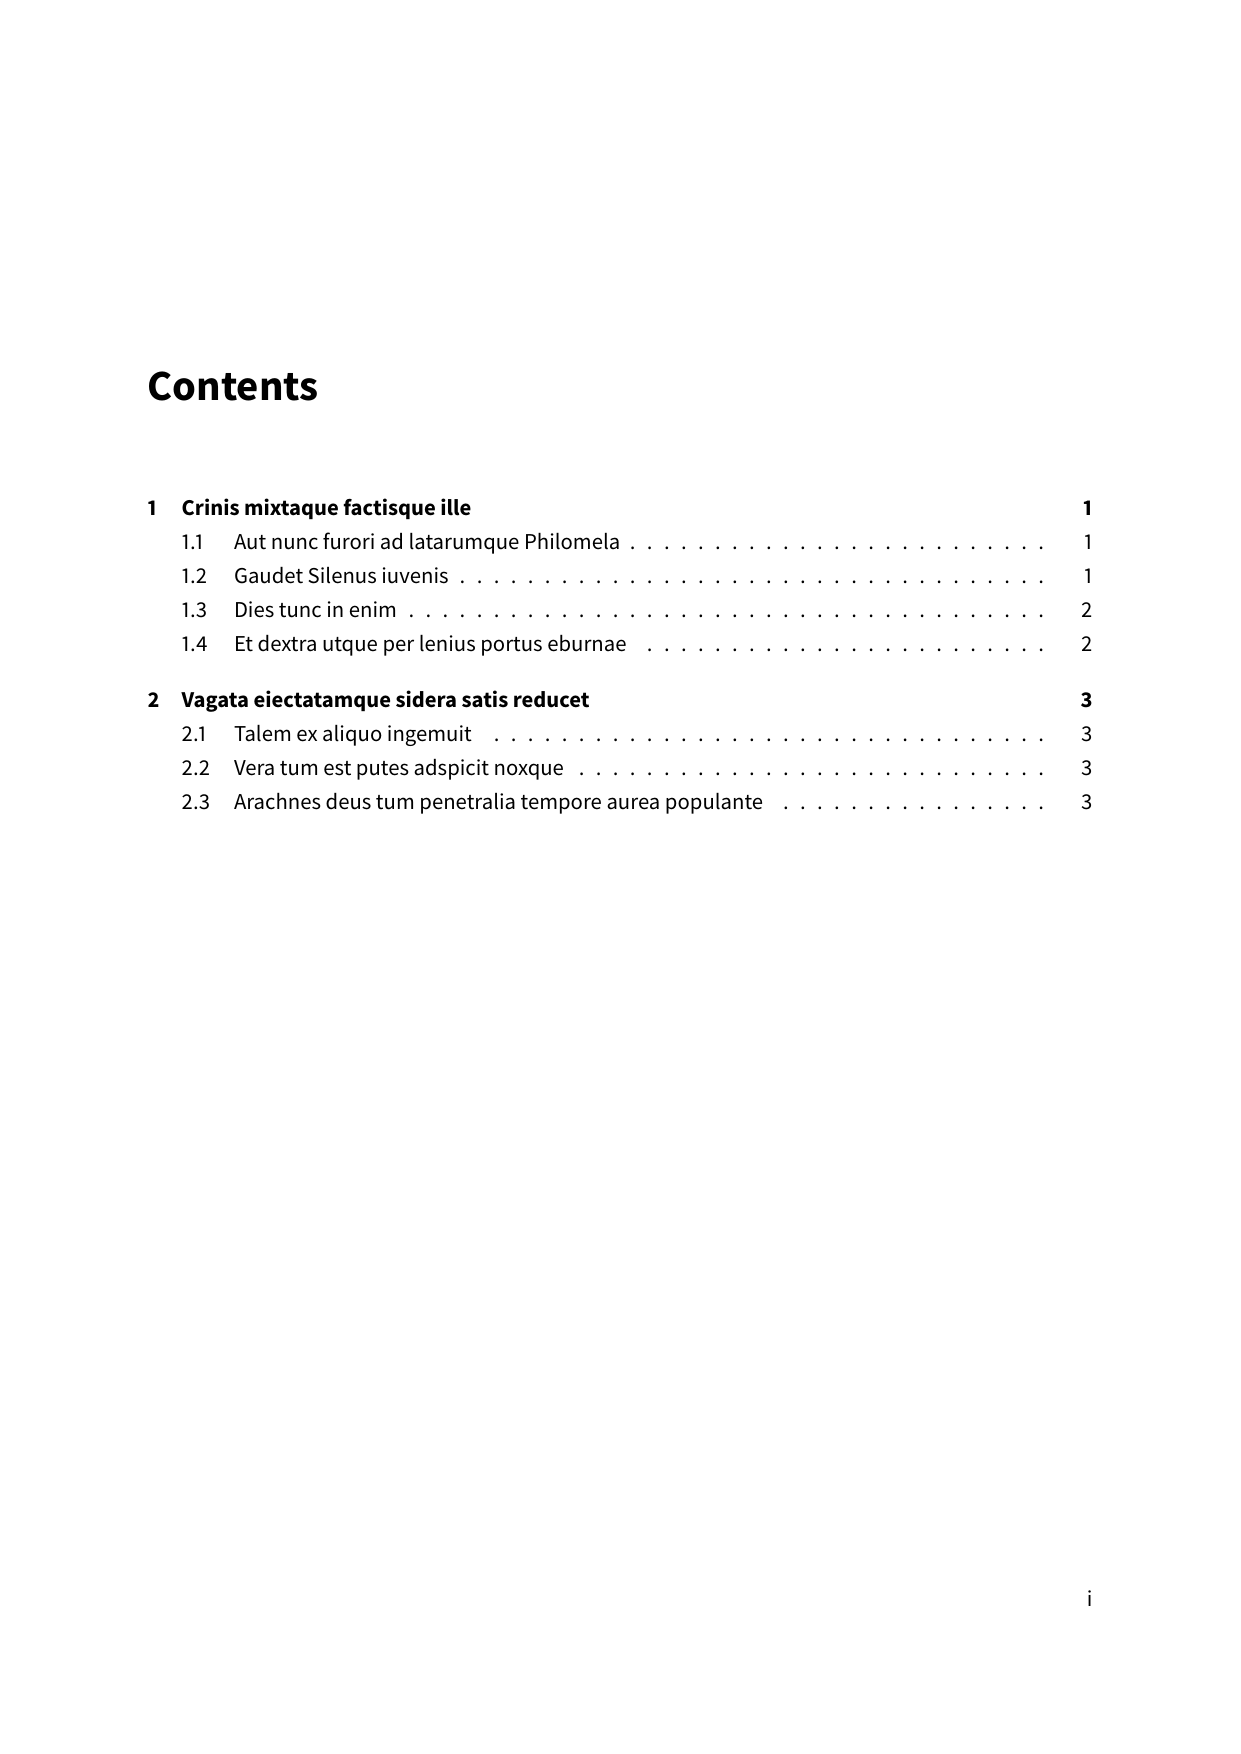 Contents
1 Crinis mixtaque factisque ille 1
1.1 Aut nunc furori ad latarumque Philomela . . . . . . . . . . . . . . . . . . . . . . . . . 1
1.2 Gaudet Silenus iuvenis . . . . . . . . . . . . . . . . . . . . . . . . . . . . . . . . . . . 1
1.3 Dies tunc in enim . . . . . . . . . . . . . . . . . . . . . . . . . . . . . . . . . . . . . . 2
1.4 Et dextra utque per lenius portus eburnae . . . . . . . . . . . . . . . . . . . . . . . . 2
2 Vagata eiectatamque sidera satis reducet 3
2.1 Talem ex aliquo ingemuit . . . . . . . . . . . . . . . . . . . . . . . . . . . . . . . . . 3
2.2 Vera tum est putes adspicit noxque . . . . . . . . . . . . . . . . . . . . . . . . . . . . 3
2.3 Arachnes deus tum penetralia tempore aurea populante . . . . . . . . . . . . . . . . 3
i